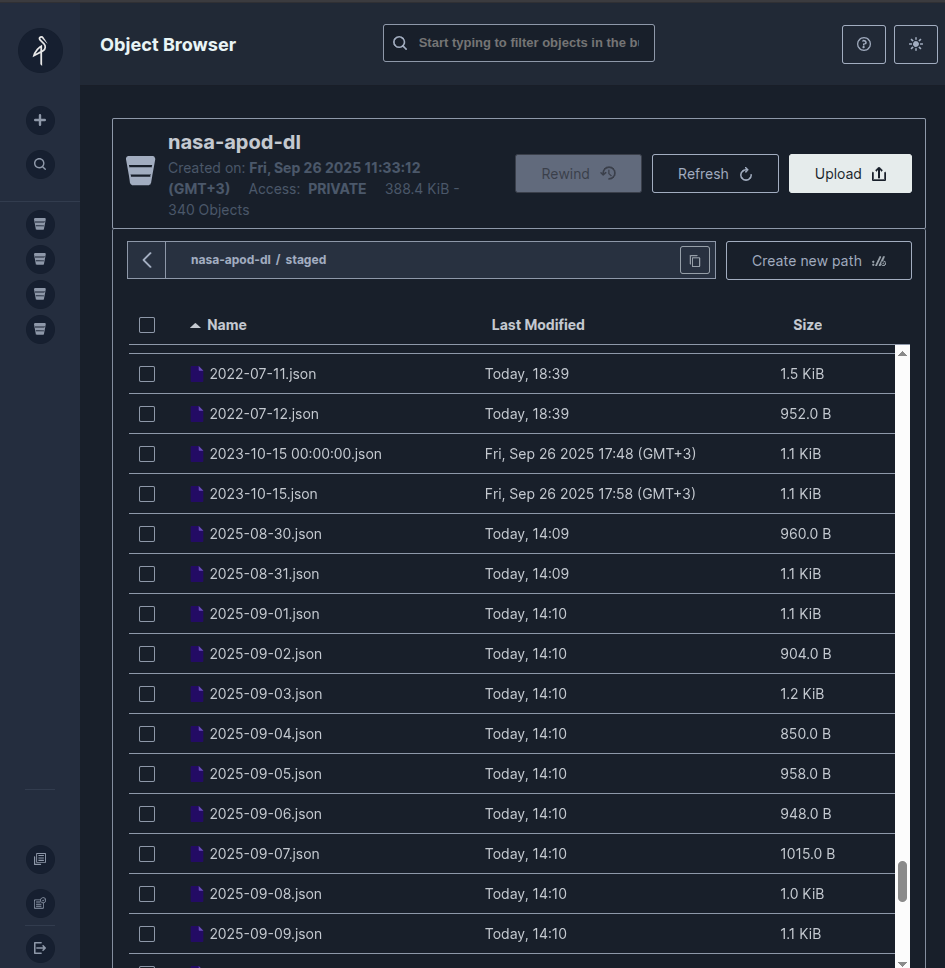 Object Browser
Start typing to filter objects in the b
nasa-apod-dl
Created on: Fri, Sep 26 2025 11:33:12
(GMT+3) Access: PRIVATE 388.4 KiB -
340 Objects
Rewind
Refresh
Upload
nasa-apod-dl / staged
Create new path
Name Last Modified Size
2022-07-11.json Today, 18:39 1.5 KiB
2022-07-12.json Today, 18:39 952.0 B
2023-10-15 00:00:00.json Fri, Sep 26 2025 17:48 (GMT+3) 1.1 KiB
2023-10-15.json Fri, Sep 26 2025 17:58 (GMT+3) 1.1 KiB
2025-08-30.json Today, 14:09 960.0 B
2025-08-31.json Today, 14:09 1.1 KiB
2025-09-01.json Today, 14:10 1.1 KiB
2025-09-02.json Today, 14:10 904.0 B
2025-09-03.json Today, 14:10 1.2 KiB
2025-09-04.json Today, 14:10 850.0 B
2025-09-05.json Today, 14:10 958.0 B
2025-09-06.json Today, 14:10 948.0 B
2025-09-07.json Today, 14:10 1015.0 B
2025-09-08.json Today, 14:10 1.0 KiB
2025-09-09.json Today, 14:10 1.1 KiB